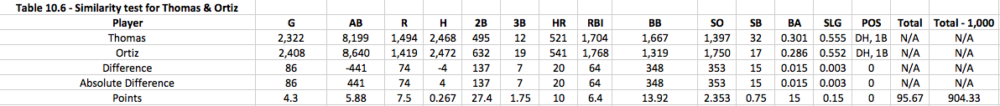 Table 10.6 - Similarity test for Thomas & Ortiz
Player G AB R H 2B 3B HR RBI BB SO SB BA SLG POS Total Total - 1,000
Thomas 2,322 8,199 1,494 2,468 495 12 521 1,704 1,667 1,397 32 0.301 0.555 DH, 1B N/A N/A
Ortiz 2,408 8,640 1,419 2,472 632 19 541 1,768 1,319 1,750 17 0.286 0.552 DH, 1B N/A N/A
Difference 86 -441 74 -4 137 7 20 64 348 353 15 0.015 0.003 0 N/A N/A
Absolute Difference 86 441 74 4 137 7 20 64 348 353 15 0.015 0.003 0 N/A N/A
Points 4.3 5.88 7.5 0.267 27.4 1.75 10 6.4 13.92 2.353 0.75 15 0.15 0 95.67 904.33